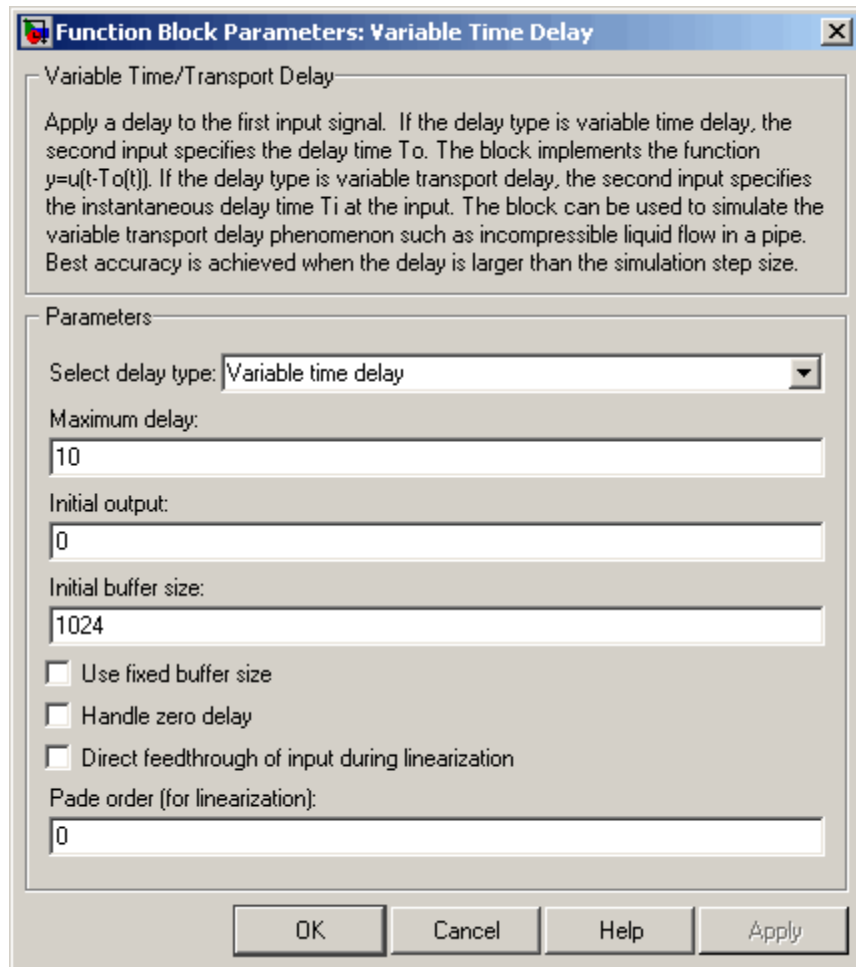 Function Block Parameters: Variable Time Delay
Variable Time/Transport Delay
Apply a delay to the first input signal.  If the delay type is variable time delay, the
second input specifies the delay time To. The block implements the function
y=u(t-To(t)). If the delay type is variable transport delay, the second input specifies
the instantaneous delay time Ti at the input. The block can be used to simulate the
variable transport delay phenomenon such as incompressible liquid flow in a pipe.
Best accuracy is achieved when the delay is larger than the simulation step size.
Parameters
Select delay type: Variable time delay
Maximum delay:
10
Initial output:
0
Initial buffer size:
1024
Use fixed buffer size
Handle zero delay
Direct feedthrough of input during linearization
Pade order (for linearization):
0
OK Cancel Help Apply